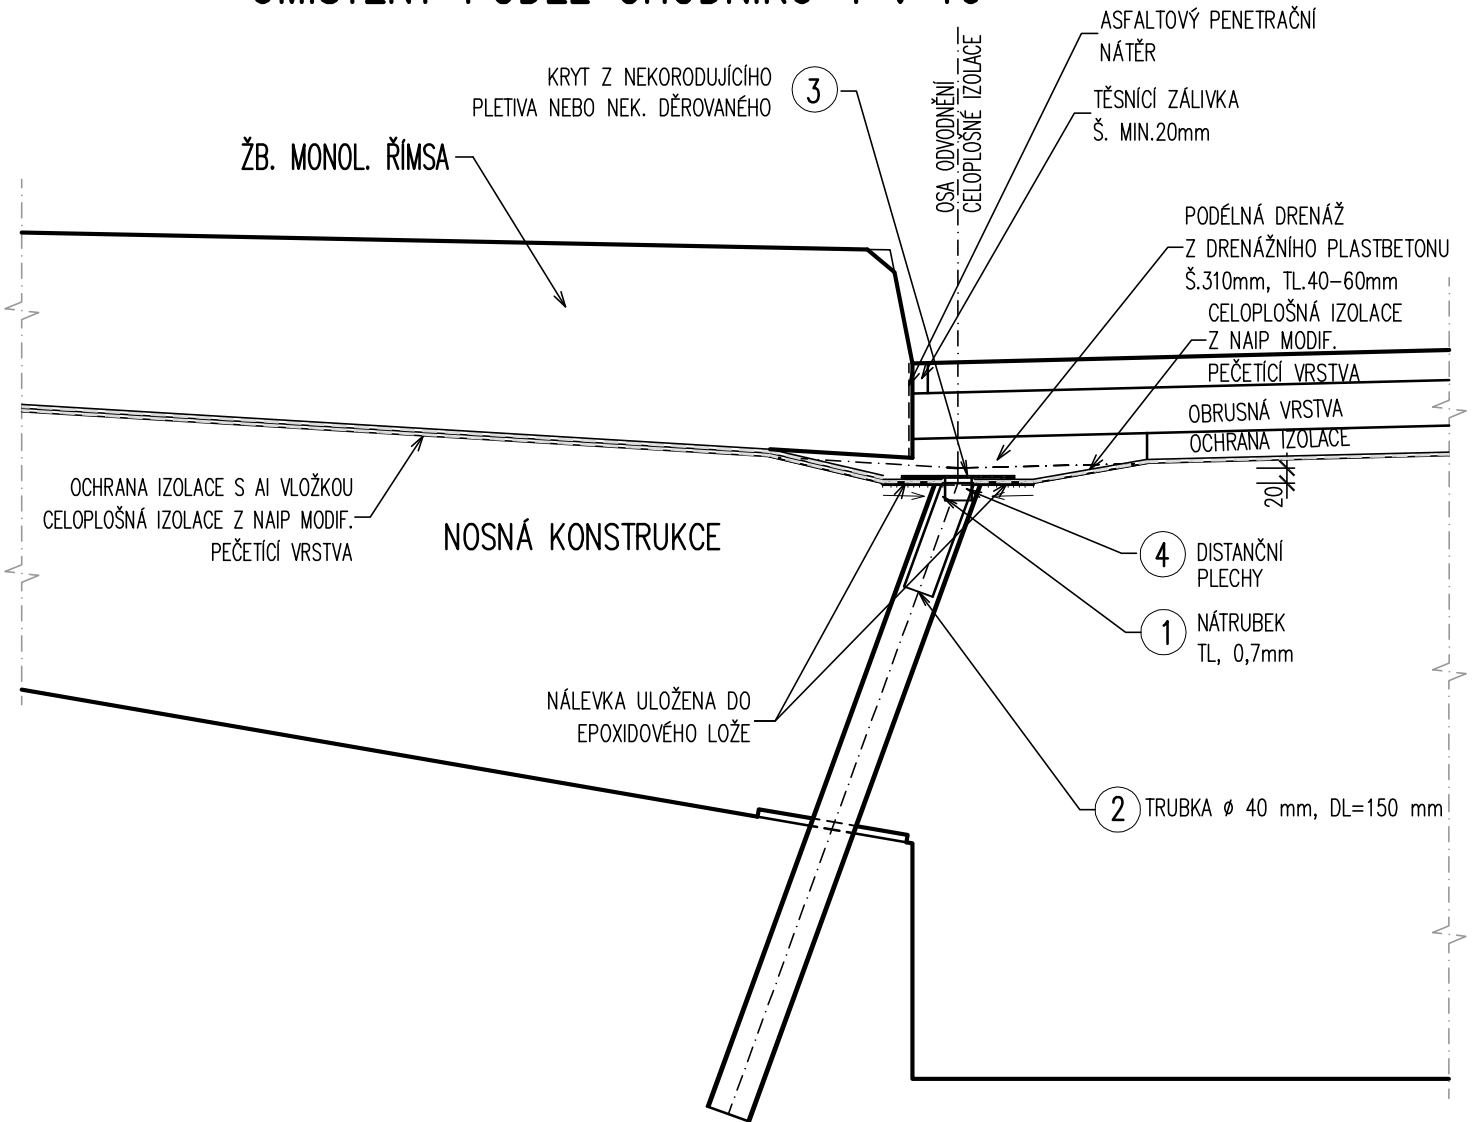 KRYT Z NEKORODUJÍCÍHO
PLETIVA NEBO NEK. DĚROVANÉHO
3
ŽB. MONOL. ŘÍMSA
OSA ODVODNĚNÍ
CELOPLOŠNÉ IZOLACE
ASFALTOVÝ PENETRAČNÍ
NÁTĚR
TĚSNÍCÍ ZÁLIVKA
Š. MIN.20mm
PODÉLNÁ DRENÁŽ
Z DRENÁŽNÍHO PLASTBETONU
Š.310mm, TL.40-60mm
CELOPLOŠNÁ IZOLACE
Z NAIP MODIF.
PEČETÍCÍ VRSTVA
OBRUSNÁ VRSTVA
OCHRANA IZOLACE
20
OCHRANA IZOLACE S Al VLOŽKOU
CELOPLOŠNÁ IZOLACE Z NAIP MODIF.
PEČETÍCÍ VRSTVA
NOSNÁ KONSTRUKCE
4 DISTANČNÍ
PLECHY
1 NÁTRUBEK
TL, 0,7mm
NÁLEVKA ULOŽENA DO
EPOXIDOVÉHO LOŽE
2 TRUBKA ø 40 mm, DL=150 mm